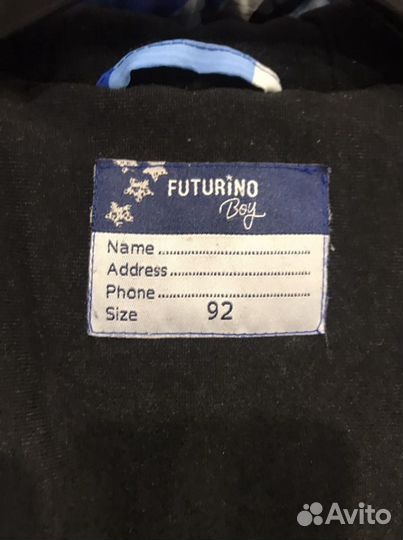 FUTURiNO
Boy
Name
Address
Phone
Size 92
Avito